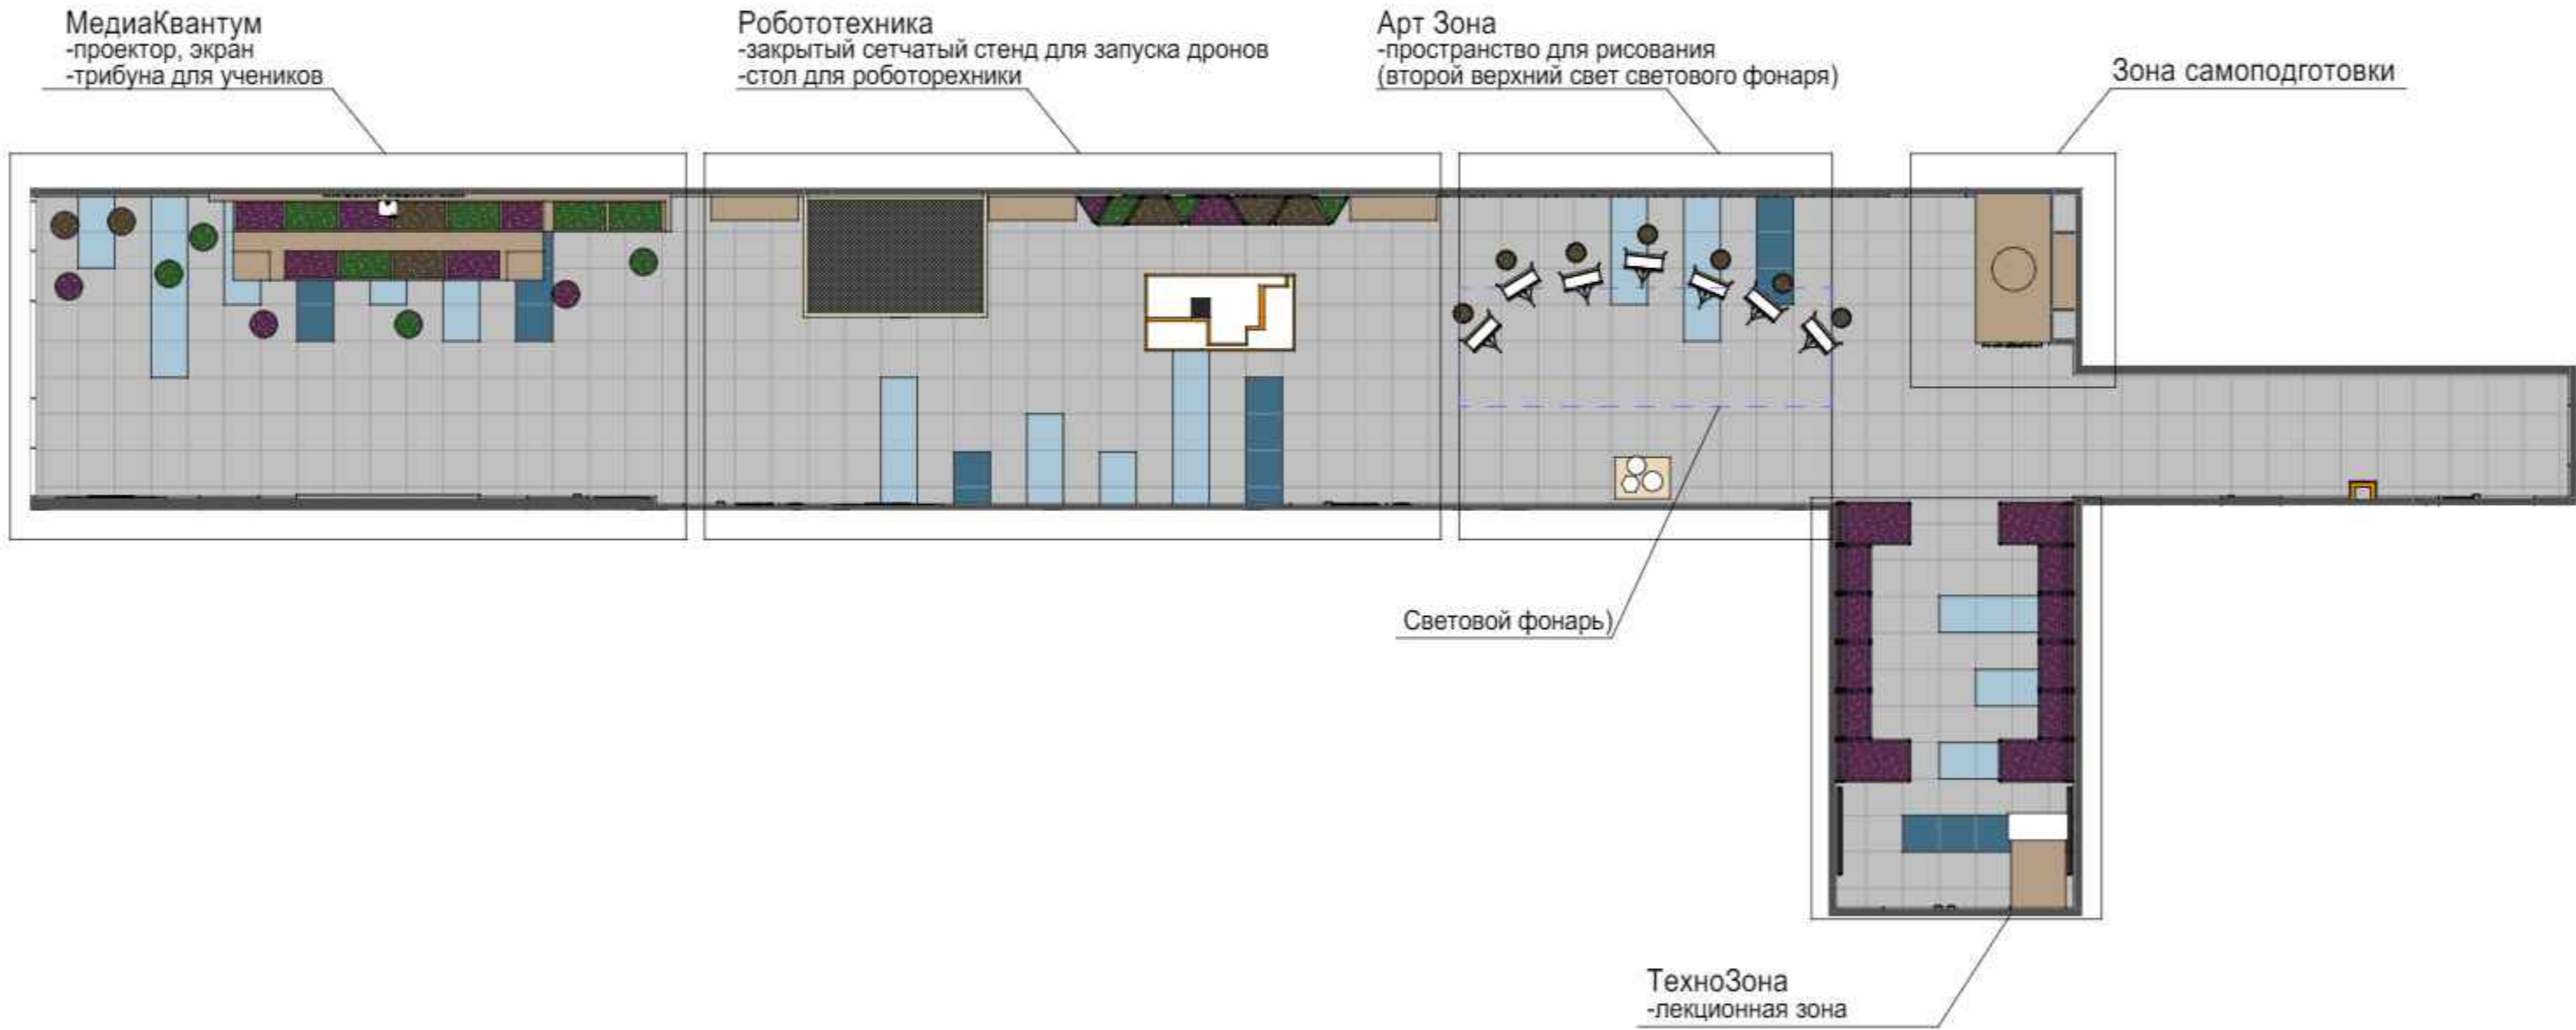 МедиаКвантум
-проектор, экран
-трибуна для учеников
Робототехника
-закрытый сетчатый стенд для запуска дронов
-стол для роботорехники
Арт Зона
-пространство для рисования
(второй верхний свет светового фонаря)
Зона самоподготовки
Световой фонарь)
ТехноЗона
-лекционная зона